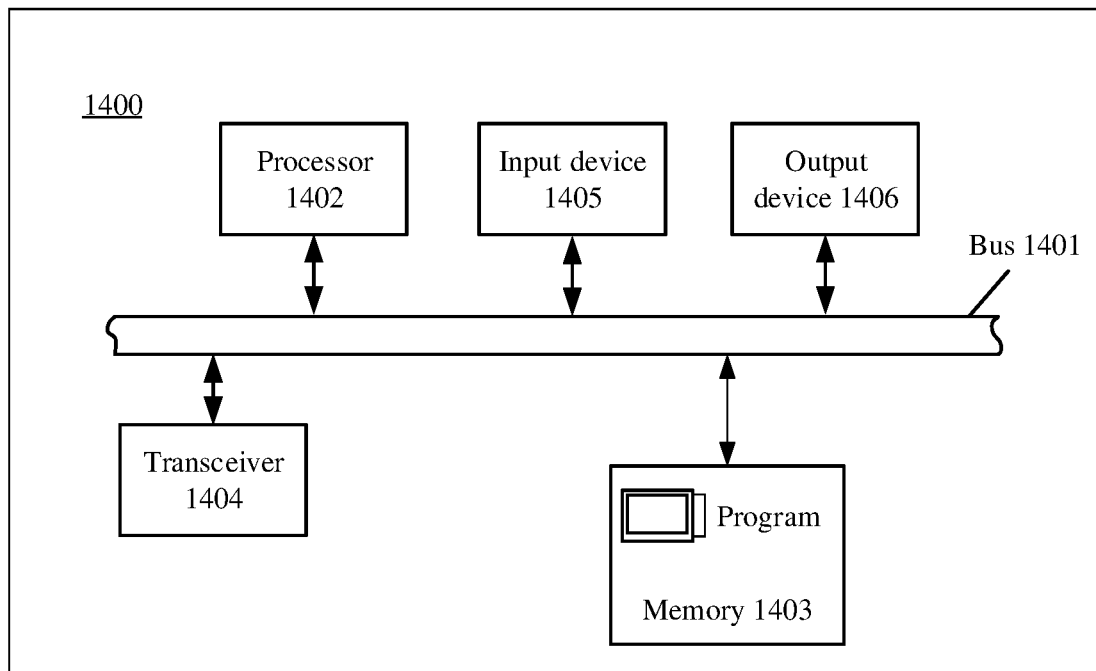 1400
Processor
1402
Input device
1405
Output
device 1406
Bus 1401
Transceiver
1404
Program
Memory 1403